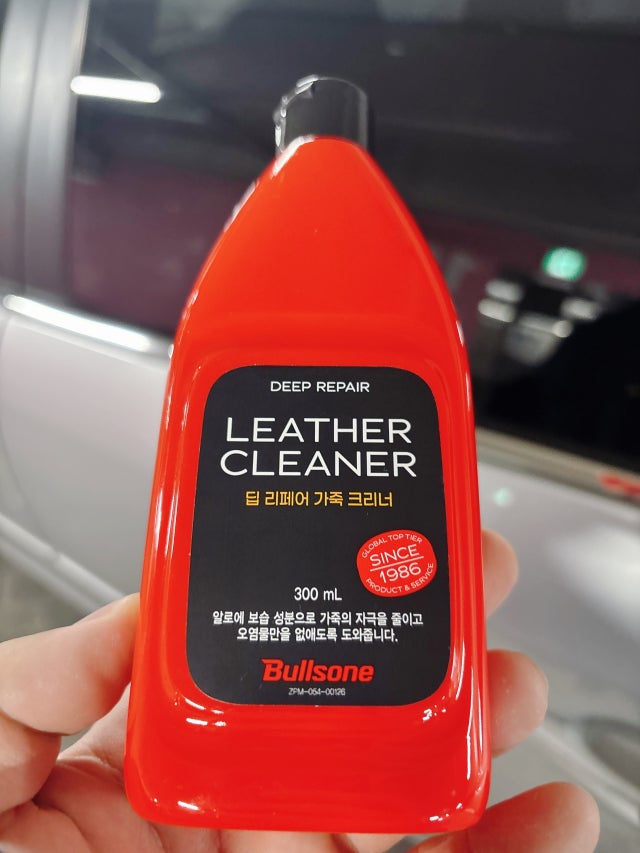 DEEP REPAIR
LEATHER
CLEANER
딥 리페어 가죽 크리너
GLOBAL TOP TIER
SINCE
1986
PRODUCT & SERVICE
300 mL
알로에 보습 성분으로 가죽의 자극을 줄이고
오염물만을 없애도록 도와줍니다.
Bullsone
ZPM-054-00126